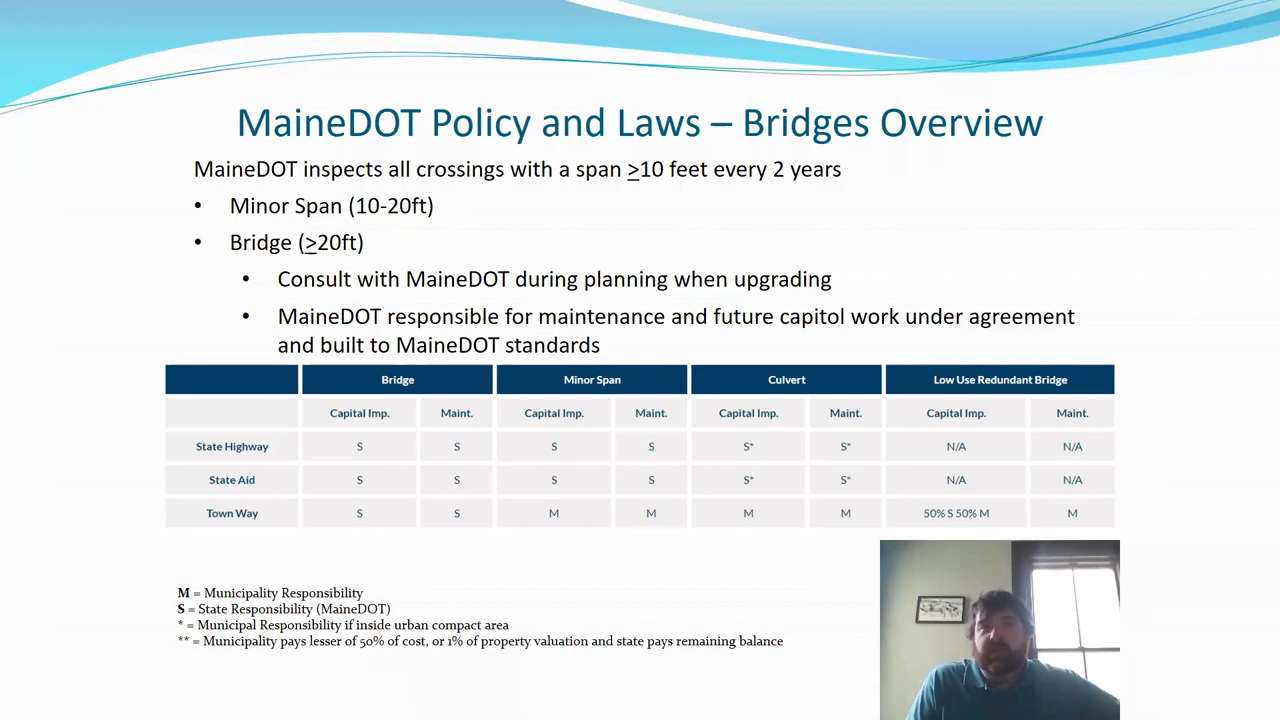 MaineDOT Policy and Laws – Bridges Overview
MaineDOT inspects all crossings with a span ≥10 feet every 2 years
• Minor Span (10-20ft)
• Bridge (≥20ft)
• Consult with MaineDOT during planning when upgrading
• MaineDOT responsible for maintenance and future capitol work under agreement
and built to MaineDOT standards
Bridge Minor Span Culvert Low Use Redundant Bridge
Capital Imp. Maint. Capital Imp. Maint. Capital Imp. Maint. Capital Imp. Maint.
State Highway S S S S S* S* N/A N/A
State Aid S S S S S* S* N/A N/A
Town Way S S M M M M 50% S 50% M M
M = Municipality Responsibility
S = State Responsibility (MaineDOT)
* = Municipal Responsibility if inside urban compact area
** = Municipality pays lesser of 50% of cost, or 1% of property valuation and state pays remaining balance